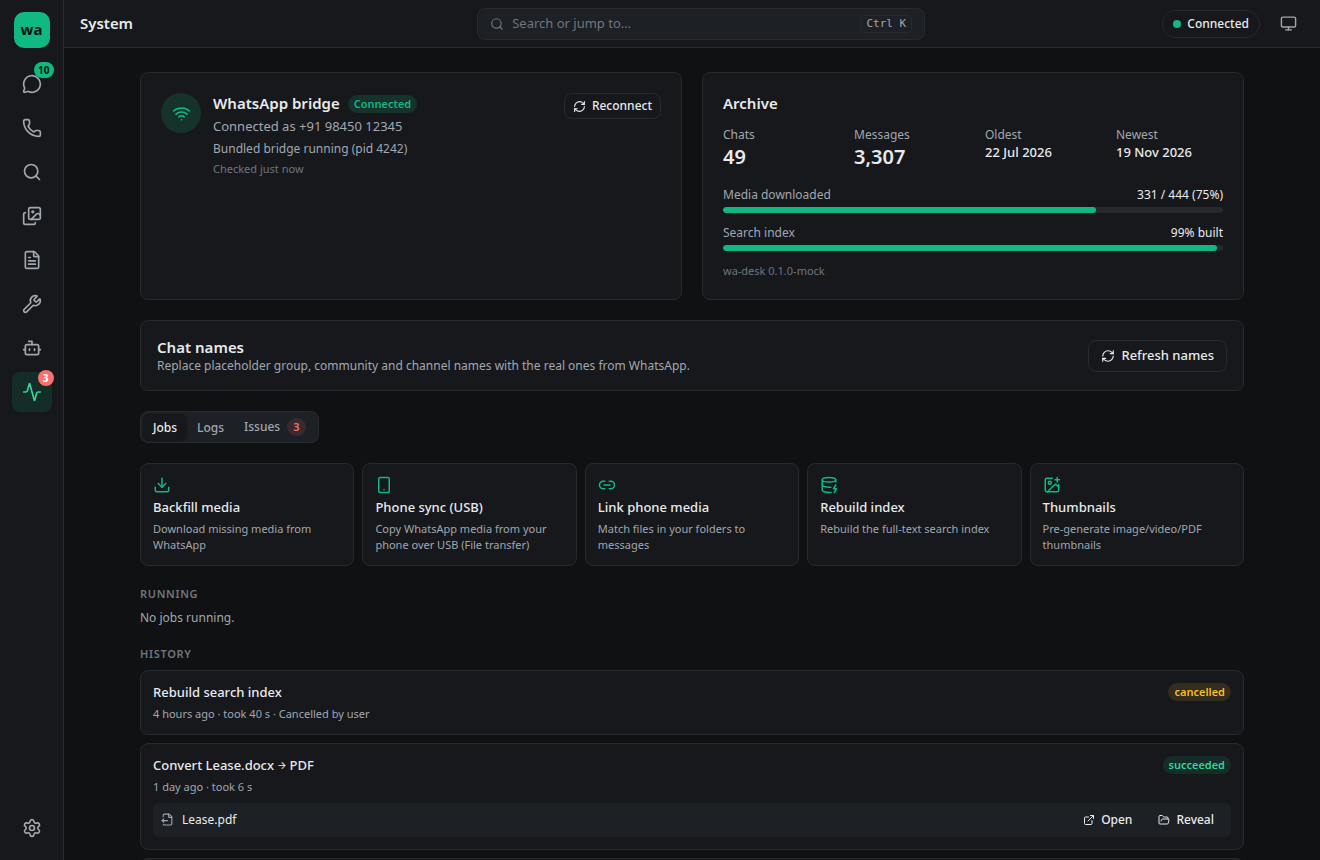 wa
System
Search or jump to...
Ctrl K
Connected
10
3
WhatsApp bridge
Connected
Reconnect
Connected as +91 98450 12345
Bundled bridge running (pid 4242)
Checked just now
Archive
Chats
Messages
Oldest
Newest
49
3,307
22 Jul 2026
19 Nov 2026
Media downloaded
331 / 444 (75%)
Search index
99% built
wa-desk 0.1.0-mock
Chat names
Replace placeholder group, community and channel names with the real ones from WhatsApp.
Refresh names
Jobs
Logs
Issues
3
Backfill media
Download missing media from
WhatsApp
Phone sync (USB)
Copy WhatsApp media from your
phone over USB (File transfer)
Link phone media
Match files in your folders to
messages
Rebuild index
Rebuild the full-text search index
Thumbnails
Pre-generate image/video/PDF
thumbnails
RUNNING
No jobs running.
HISTORY
Rebuild search index
cancelled
4 hours ago · took 40 s · Cancelled by user
Convert Lease.docx → PDF
succeeded
1 day ago · took 6 s
Lease.pdf
Open
Reveal